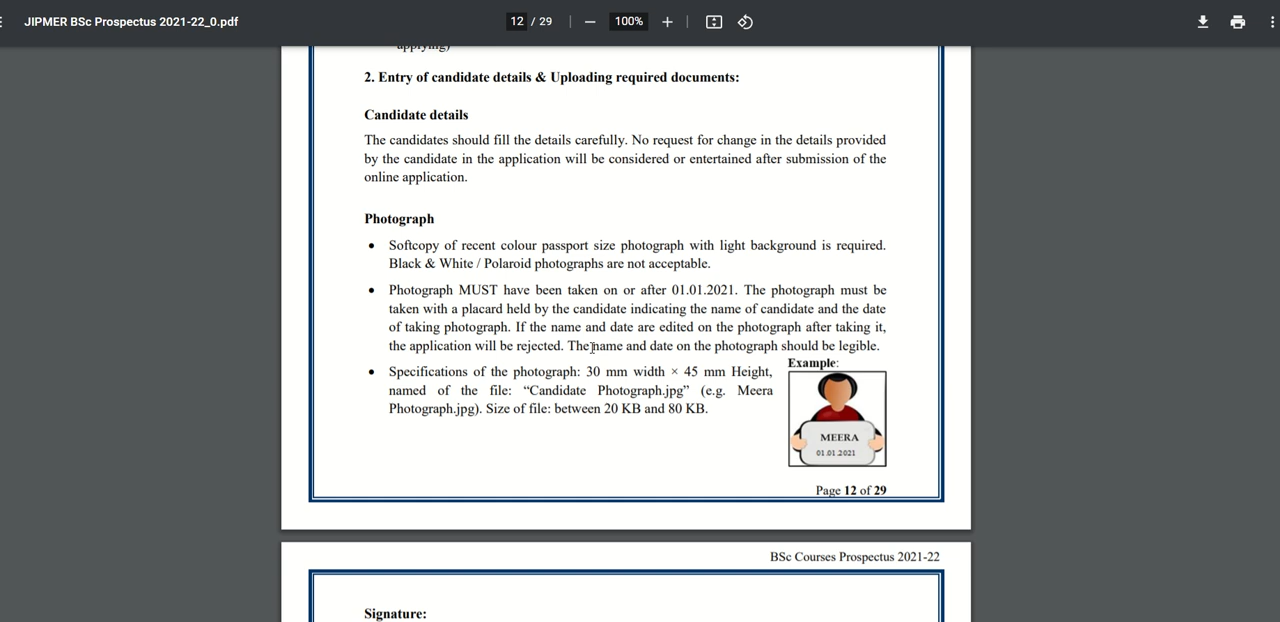 JIPMER BSc Prospectus 2021-22_0.pdf
12 / 29
100%
applying)
2. Entry of candidate details & Uploading required documents:
Candidate details
The candidates should fill the details carefully. No request for change in the details provided
by the candidate in the application will be considered or entertained after submission of the
online application.
Photograph
• Softcopy of recent colour passport size photograph with light background is required.
Black & White / Polaroid photographs are not acceptable.
• Photograph MUST have been taken on or after 01.01.2021. The photograph must be
taken with a placard held by the candidate indicating the name of candidate and the date
of taking photograph. If the name and date are edited on the photograph after taking it,
the application will be rejected. The name and date on the photograph should be legible.
• Specifications of the photograph: 30 mm width × 45 mm Height,
named of the file: “Candidate Photograph.jpg” (e.g. Meera
Photograph.jpg). Size of file: between 20 KB and 80 KB.
Example:
MEERA
01.01.2021
Page 12 of 29
BSc Courses Prospectus 2021-22
Signature: